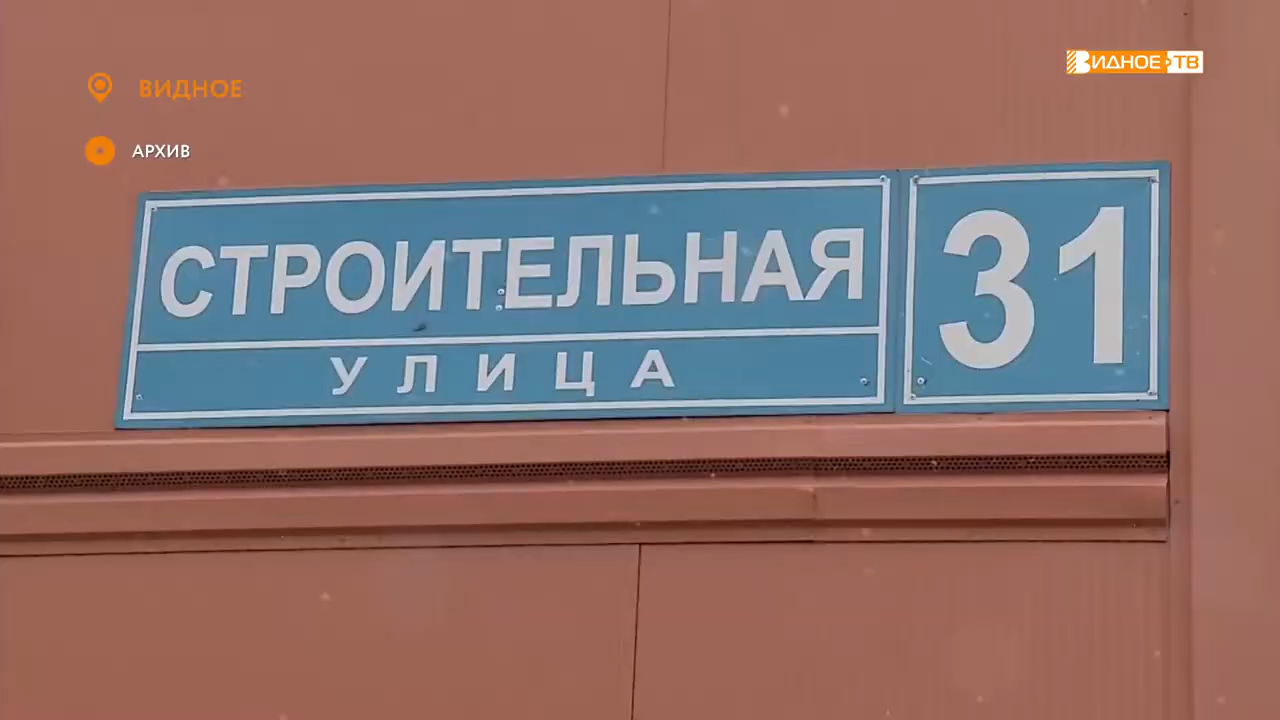 ВИДНОЕ
ВИДНОЕ ТВ
АРХИВ
СТРОИТЕЛЬНАЯ
УЛИЦА
31